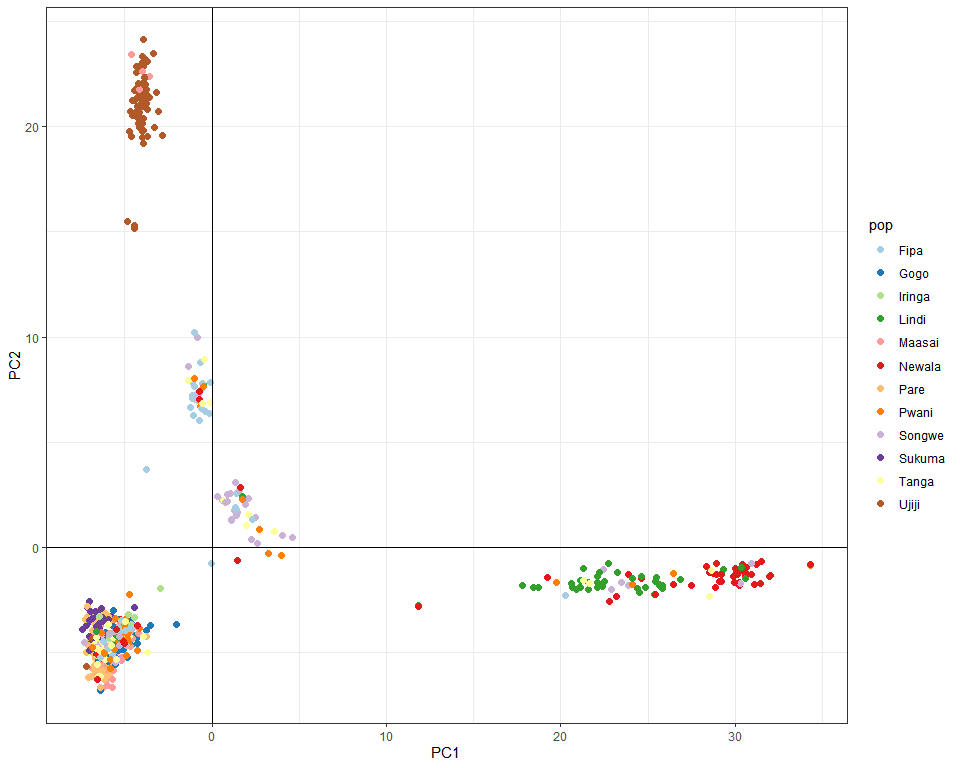 20
10
0
PC2
0
10
20
30
PC1
pop
Fipa
Gogo
Iringa
Lindi
Maasai
Newala
Pare
Pwani
Songwe
Sukuma
Tanga
Ujiji